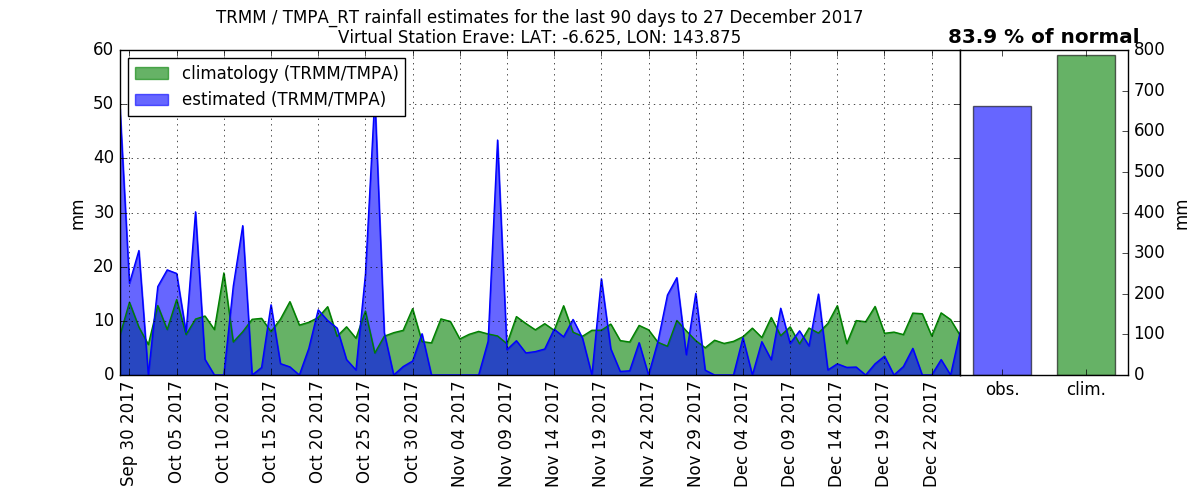 TRMM / TMPA_RT rainfall estimates for the last 90 days to 27 December 2017
Virtual Station Erave: LAT: -6.625, LON: 143.875
83.9 % of normal
climatology (TRMM/TMPA)
estimated (TRMM/TMPA)
mm
60
50
40
30
20
10
0
Sep 30 2017
Oct 05 2017
Oct 10 2017
Oct 15 2017
Oct 20 2017
Oct 25 2017
Oct 30 2017
Nov 04 2017
Nov 09 2017
Nov 14 2017
Nov 19 2017
Nov 24 2017
Nov 29 2017
Dec 04 2017
Dec 09 2017
Dec 14 2017
Dec 19 2017
Dec 24 2017
obs.
clim.
800
700
600
500
400
300
200
100
0
mm